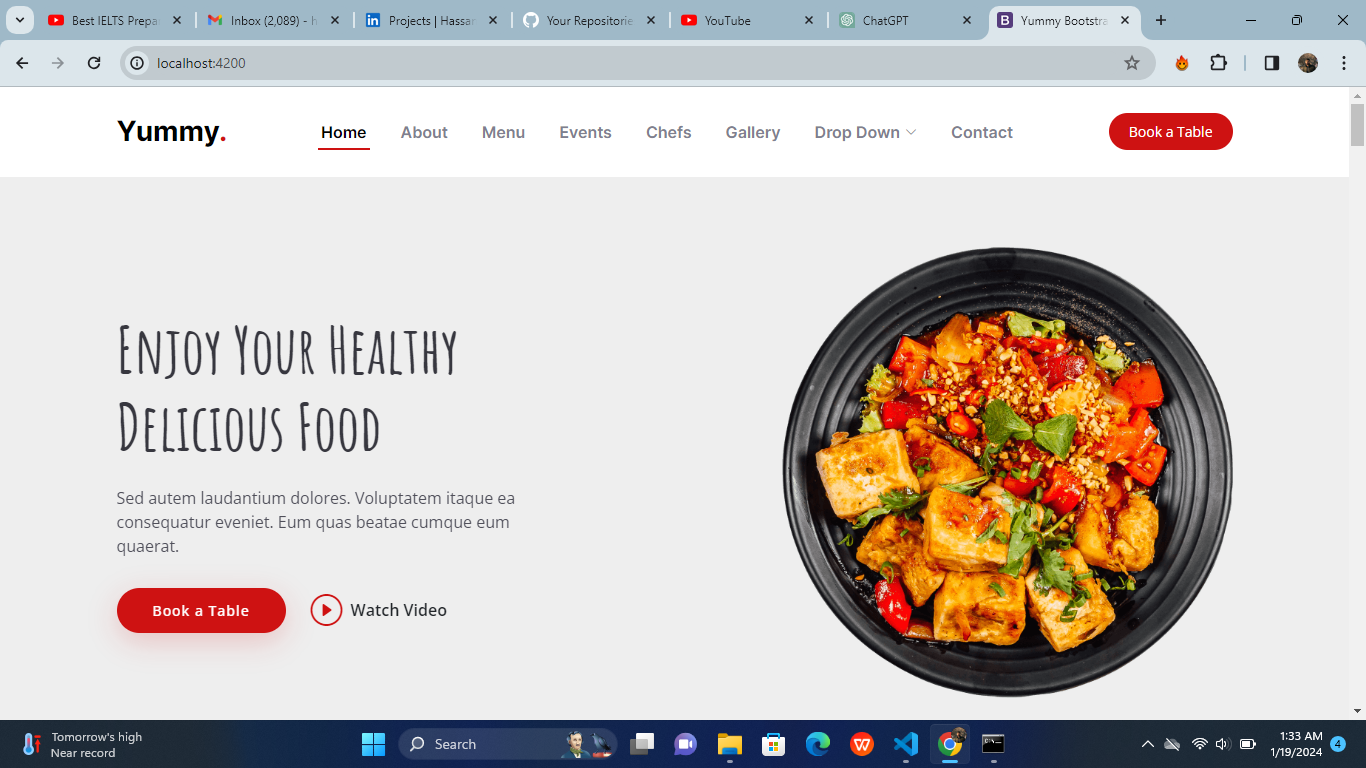 Best IELTS Prepa
Inbox (2,089) - h
Projects | Hassan
Your Repositorie
YouTube
ChatGPT
Yummy Bootstra
localhost:4200
Yummy.
Home
About
Menu
Events
Chefs
Gallery
Drop Down
Contact
Book a Table
Enjoy Your Healthy
Delicious Food
Sed autem laudantium dolores. Voluptatem itaque ea
consequatur eveniet. Eum quas beatae cumque eum
quaerat.
Book a Table
Watch Video
Tomorrow's high
Near record
Search
1:33 AM
1/19/2024
4